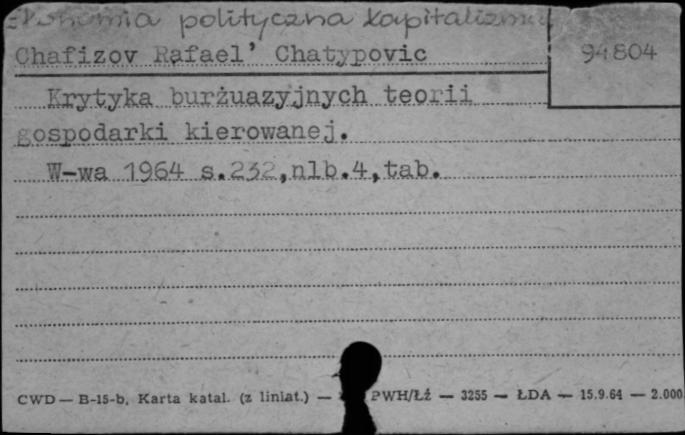 Ekonomia polityczna kapitalizmu
94804
Chafizov Rafael' Chatypovic
Krytyka burżuazyjnych teorii
gospodarki kierowanej.
W-wa 1964 s.232,nlb.4,tab.
CWD — B-15-b, Karta katal. (z liniat.) — PWH/Łź — 3255 — ŁDA — 15.9.64 — 2.000